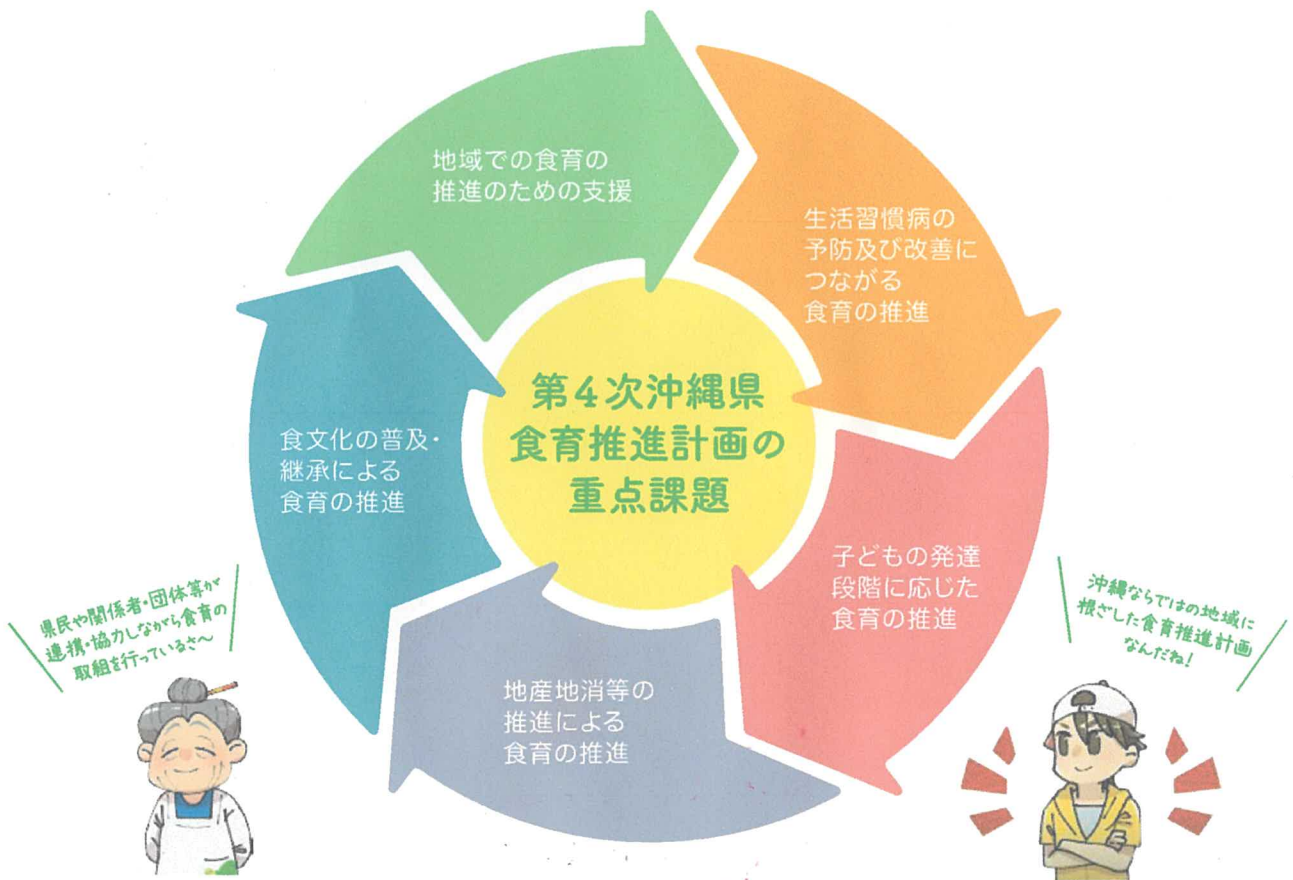 地域での食育の
推進のための支援
生活習慣病の
予防及び改善に
つながる
食育の推進
第4次沖縄県
食育推進計画の
重点課題
食文化の普及・
継承による
食育の推進
子どもの発達
段階に応じた
食育の推進
地産地消等の
推進による
食育の推進
県民や関係者・団体等が
連携・協力しながら食育の
取組を行っているさ〜
沖縄ならではの地域に
根ざした食育推進計画
なんだね!